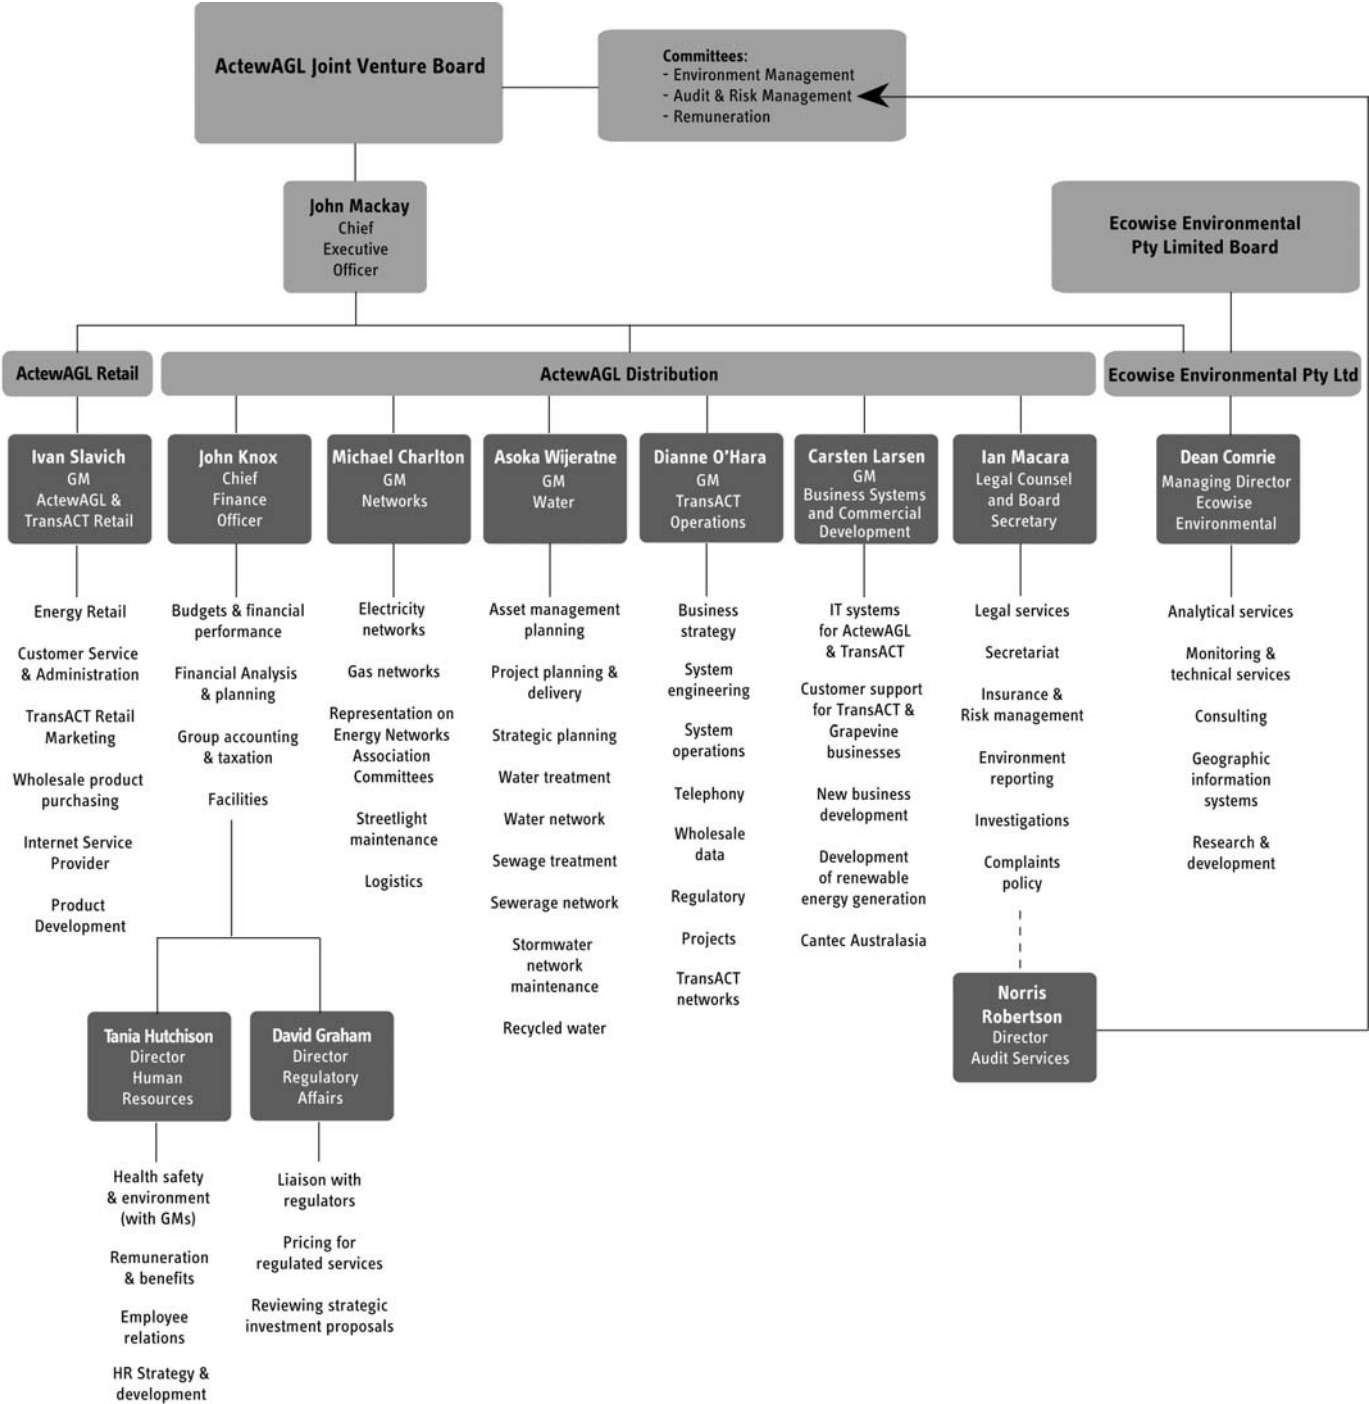 ActewAGL Joint Venture Board
Committees:
- Environment Management
- Audit & Risk Management
- Remuneration
John Mackay
Chief
Executive
Officer
Ecowise Environmental
Pty Limited Board
ActewAGL Retail
ActewAGL Distribution
Ecowise Environmental Pty Ltd
Ivan Slavich
GM
ActewAGL &
TransACT Retail
Energy Retail
Customer Service
& Administration
TransACT Retail
Marketing
Wholesale product
purchasing
Internet Service
Provider
Product
Development
John Knox
Chief
Finance
Officer
Budgets & financial
performance
Financial Analysis
& planning
Group accounting
& taxation
Facilities
Tania Hutchison
Director
Human
Resources
Health safety
& environment
(with GMs)
Remuneration
& benefits
Employee
relations
HR Strategy &
development
David Graham
Director
Regulatory
Affairs
Liaison with
regulators
Pricing for
regulated services
Reviewing strategic
investment proposals
Michael Charlton
GM
Networks
Electricity
networks
Gas networks
Representation on
Energy Networks
Association
Committees
Streetlight
maintenance
Logistics
Asoka Wijeratne
GM
Water
Asset management
planning
Project planning &
delivery
Strategic planning
Water treatment
Water network
Sewage treatment
Sewerage network
Stormwater
network
maintenance
Recycled water
Dianne O'Hara
GM
TransACT
Operations
Business
strategy
System
engineering
System
operations
Telephony
Wholesale
data
Regulatory
Projects
TransACT
networks
Carsten Larsen
GM
Business Systems
and Commercial
Development
IT systems
for ActewAGL
& TransACT
Customer support
for TransACT &
Grapevine
businesses
New business
development
Development
of renewable
energy generation
Cantec Australasia
Ian Macara
Legal Counsel
and Board
Secretary
Legal services
Secretariat
Insurance &
Risk management
Environment
reporting
Investigations
Complaints
policy
Norris
Robertson
Director
Audit Services
Dean Comrie
Managing Director
Ecowise
Environmental
Analytical services
Monitoring &
technical services
Consulting
Geographic
information
systems
Research &
development